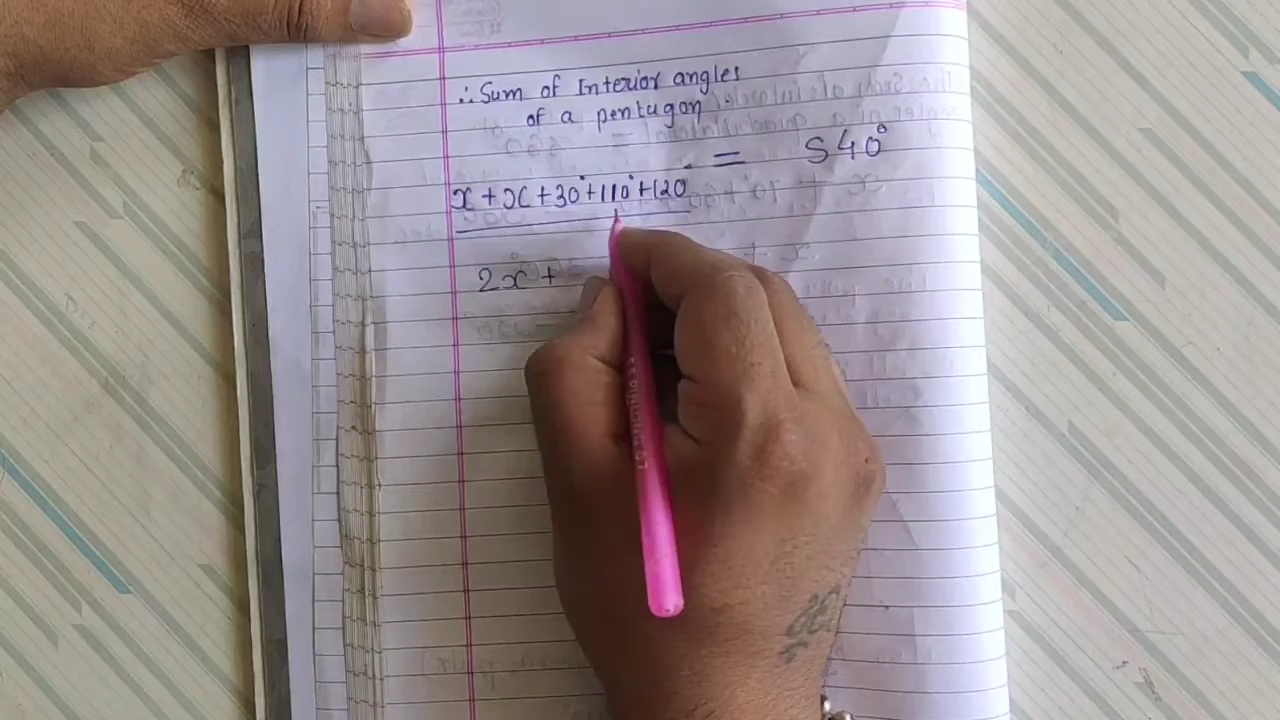 ∴ Sum of Interior angles
of a pentagon.
x + x + 30° + 110° + 120° = 540°
2x° +